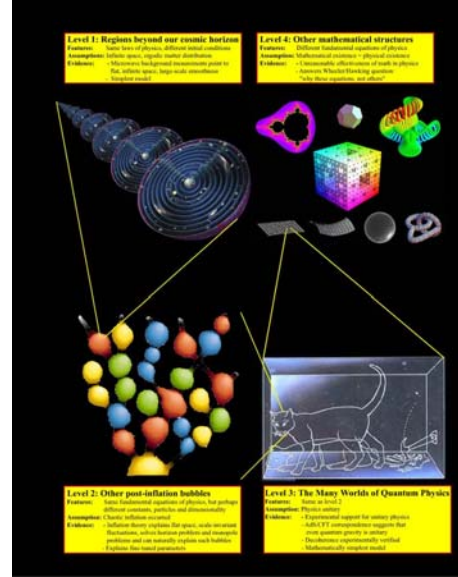 Level 1: Regions beyond our cosmic horizon
Features: Same laws of physics, different initial conditions
Assumption: Infinite space, ergodic matter distribution
Evidence: - Microwave background measurements point to
flat, infinite space, large-scale smoothness
- Simplest model
Level 4: Other mathematical structures
Features: Different fundamental equations of physics
Assumption: Mathematical existence = physical existence
Evidence: - Unreasonable effectiveness of math in physics
- Answers Wheeler/Hawking question
"why these equations, not others"
Level 2: Other post-inflation bubbles
Features: Same fundamental equations of physics, but perhaps
different constants, particles and dimensionality
Assumption: Chaotic inflation occurred
Evidence: - Inflation theory explains flat space, scale-invariant
fluctuations, solves horizon problem and monopole
problems and can naturally explain such bubbles
- Explains fine-tuned parameters
Level 3: The Many Worlds of Quantum Physics
Features: Same as level 2
Assumption: Physics unitary
Evidence: - Experimental support for unitary physics
- AdS/CFT correspondence suggests that
even quantum gravity is unitary
- Decoherence experimentally verified
- Mathematically simplest model